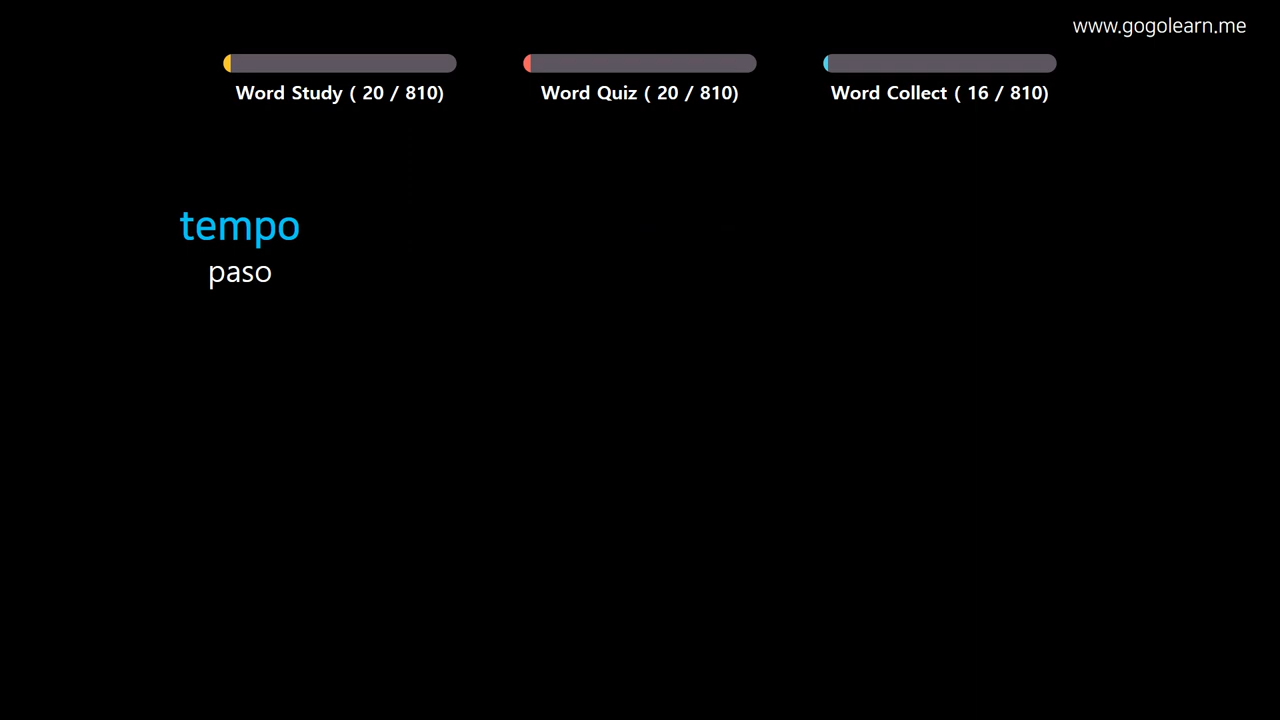 www.gogolearn.me
Word Study ( 20 / 810)
Word Quiz ( 20 / 810)
Word Collect ( 16 / 810)
tempo
paso